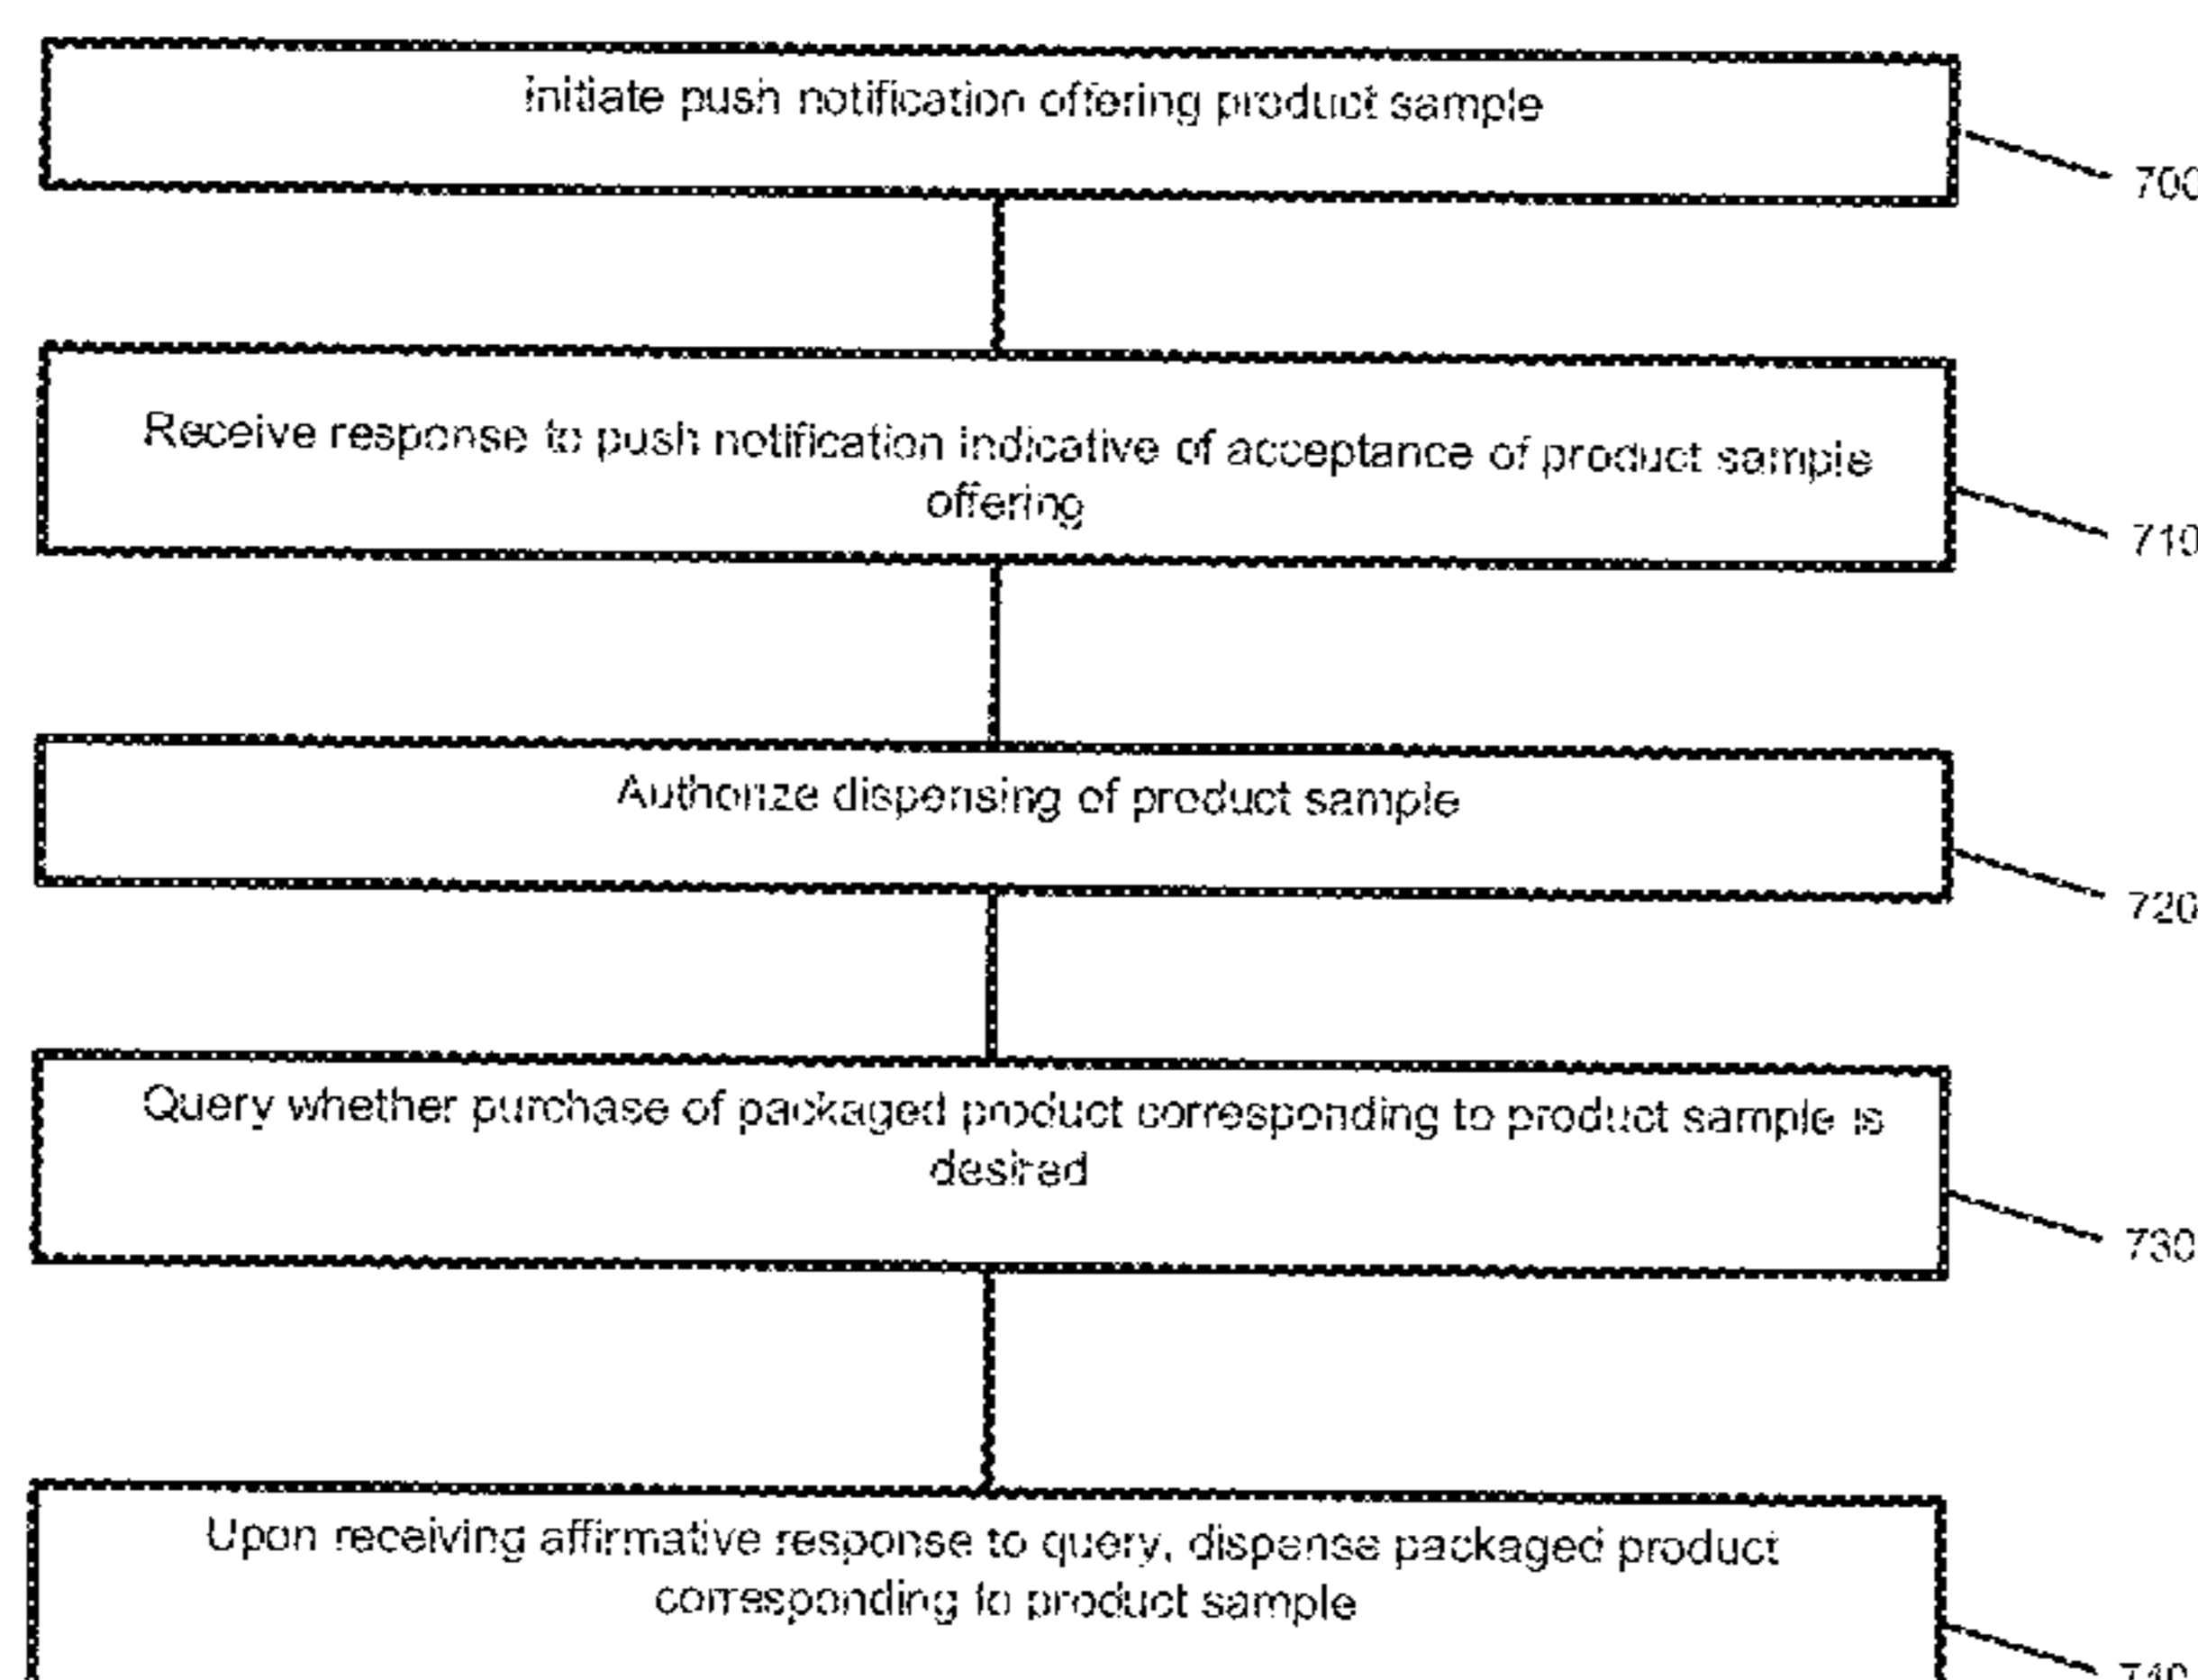 Initiate push notification offering product sample
700
Receive response to push notification indicative of acceptance of product sample
offering
710
Authorize dispensing of product sample
720
Query whether purchase of packaged product corresponding to product sample is
desired
730
Upon receiving affirmative response to query, dispense packaged product
corresponding to product sample
740